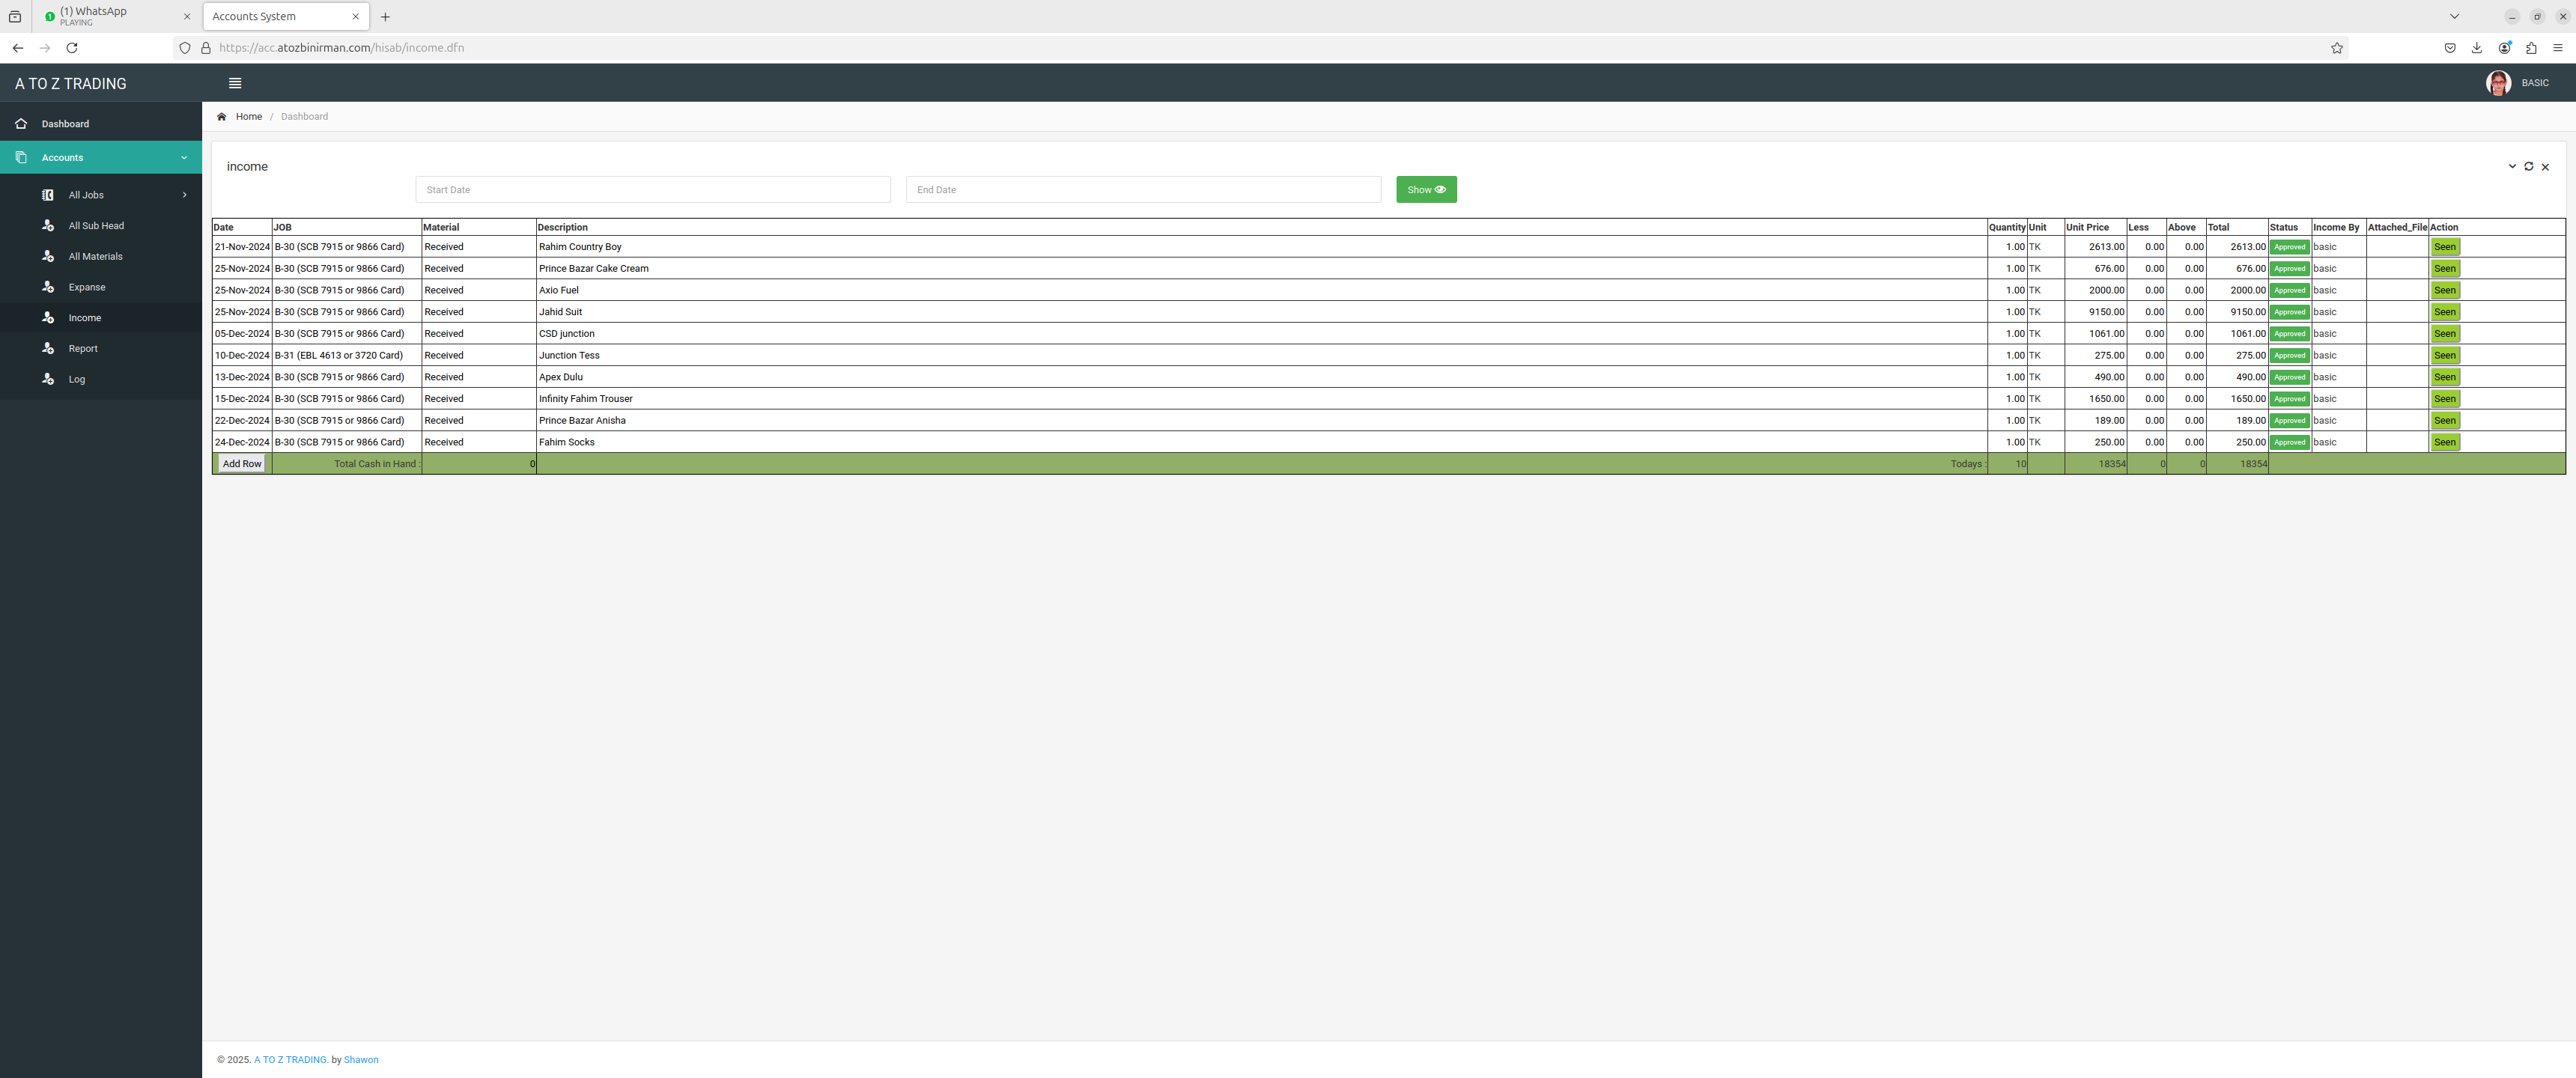 (1) WhatsApp
PLAYING
Accounts System
https://acc.atozbinirman.com/hisab/income.dfn
A TO Z TRADING
BASIC
Dashboard
Accounts
All Jobs
All Sub Head
All Materials
Expanse
Income
Report
Log
Home / Dashboard
income
Start Date End Date Show
Date JOB Material Description Quantity Unit Unit Price Less Above Total Status Income By Attached_File Action
21-Nov-2024 B-30 (SCB 7915 or 9866 Card) Received Rahim Country Boy 1.00 TK 2613.00 0.00 0.00 2613.00 Approved basic Seen
25-Nov-2024 B-30 (SCB 7915 or 9866 Card) Received Prince Bazar Cake Cream 1.00 TK 676.00 0.00 0.00 676.00 Approved basic Seen
25-Nov-2024 B-30 (SCB 7915 or 9866 Card) Received Axio Fuel 1.00 TK 2000.00 0.00 0.00 2000.00 Approved basic Seen
25-Nov-2024 B-30 (SCB 7915 or 9866 Card) Received Jahid Suit 1.00 TK 9150.00 0.00 0.00 9150.00 Approved basic Seen
05-Dec-2024 B-30 (SCB 7915 or 9866 Card) Received CSD junction 1.00 TK 1061.00 0.00 0.00 1061.00 Approved basic Seen
10-Dec-2024 B-31 (EBL 4613 or 3720 Card) Received Junction Tess 1.00 TK 275.00 0.00 0.00 275.00 Approved basic Seen
13-Dec-2024 B-30 (SCB 7915 or 9866 Card) Received Apex Dulu 1.00 TK 490.00 0.00 0.00 490.00 Approved basic Seen
15-Dec-2024 B-30 (SCB 7915 or 9866 Card) Received Infinity Fahim Trouser 1.00 TK 1650.00 0.00 0.00 1650.00 Approved basic Seen
22-Dec-2024 B-30 (SCB 7915 or 9866 Card) Received Prince Bazar Anisha 1.00 TK 189.00 0.00 0.00 189.00 Approved basic Seen
24-Dec-2024 B-30 (SCB 7915 or 9866 Card) Received Fahim Socks 1.00 TK 250.00 0.00 0.00 250.00 Approved basic Seen
Add Row Total Cash in Hand : 0 Todays : 10 18354 0 0 18354
© 2025. A TO Z TRADING. by Shawon